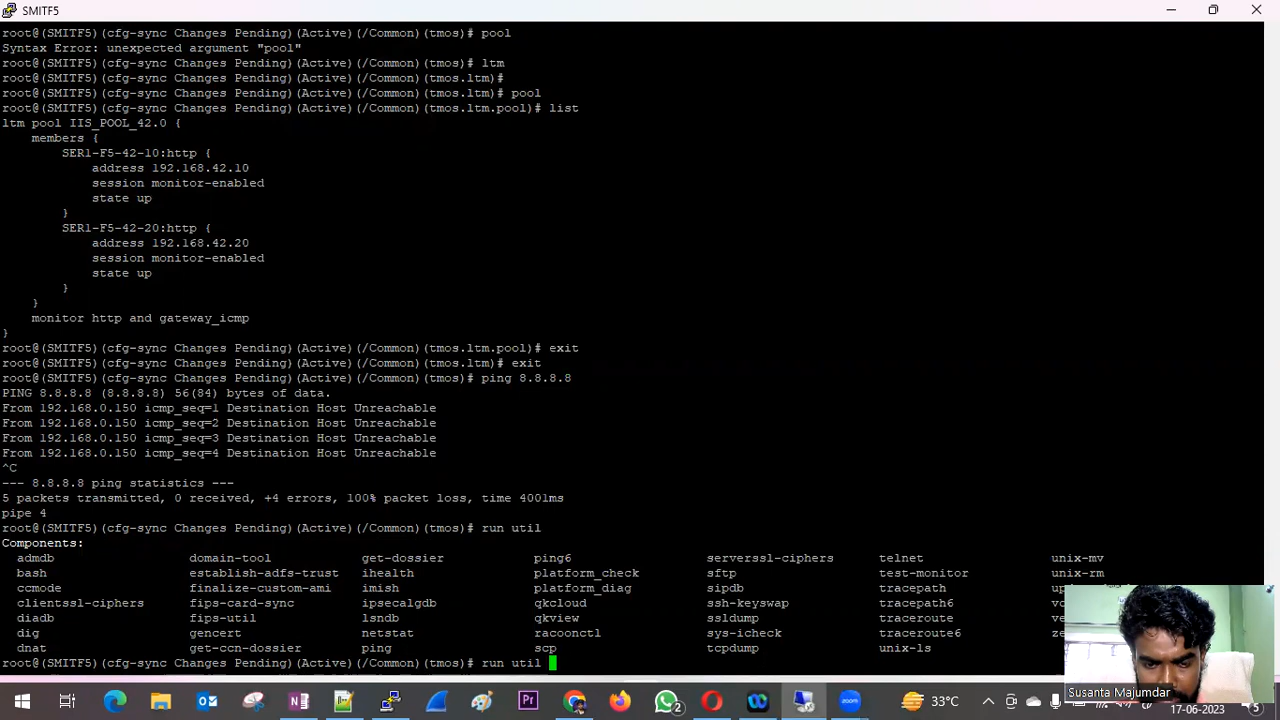 SMITF5
root@(SMITF5)(cfg-sync Changes Pending)(Active)(/Common)(tmos)# pool
Syntax Error: unexpected argument "pool"
root@(SMITF5)(cfg-sync Changes Pending)(Active)(/Common)(tmos)# ltm
root@(SMITF5)(cfg-sync Changes Pending)(Active)(/Common)(tmos.ltm)#
root@(SMITF5)(cfg-sync Changes Pending)(Active)(/Common)(tmos.ltm)# pool
root@(SMITF5)(cfg-sync Changes Pending)(Active)(/Common)(tmos.ltm.pool)# list
ltm pool IIS_POOL_42.0 {
    members {
        SER1-F5-42-10:http {
            address 192.168.42.10
            session monitor-enabled
            state up
        }
        SER1-F5-42-20:http {
            address 192.168.42.20
            session monitor-enabled
            state up
        }
    }
    monitor http and gateway_icmp
}
root@(SMITF5)(cfg-sync Changes Pending)(Active)(/Common)(tmos.ltm.pool)# exit
root@(SMITF5)(cfg-sync Changes Pending)(Active)(/Common)(tmos.ltm)# exit
root@(SMITF5)(cfg-sync Changes Pending)(Active)(/Common)(tmos)# ping 8.8.8.8
PING 8.8.8.8 (8.8.8.8) 56(84) bytes of data.
From 192.168.0.150 icmp_seq=1 Destination Host Unreachable
From 192.168.0.150 icmp_seq=2 Destination Host Unreachable
From 192.168.0.150 icmp_seq=3 Destination Host Unreachable
From 192.168.0.150 icmp_seq=4 Destination Host Unreachable
^C
--- 8.8.8.8 ping statistics ---
5 packets transmitted, 0 received, +4 errors, 100% packet loss, time 4001ms
pipe 4
root@(SMITF5)(cfg-sync Changes Pending)(Active)(/Common)(tmos)# run util
Components:
admdb domain-tool get-dossier ping6 serverssl-ciphers telnet unix-mv
bash establish-adfs-trust ihealth platform_check sftp test-monitor unix-rm
ccmode finalize-custom-ami imish platform_diag sipdb tracepath
clientssl-ciphers fips-card-sync ipsecalgdb qkcloud ssh-keyswap tracepath6
diadb fips-util lsndb qkview ssldump traceroute
dig gencert netstat racoonctl sys-icheck traceroute6
dnat get-ccn-dossier ping scp tcpdump unix-ls
root@(SMITF5)(cfg-sync Changes Pending)(Active)(/Common)(tmos)# run util
Susanta Majumdar
2
33°C
17-06-2023
5